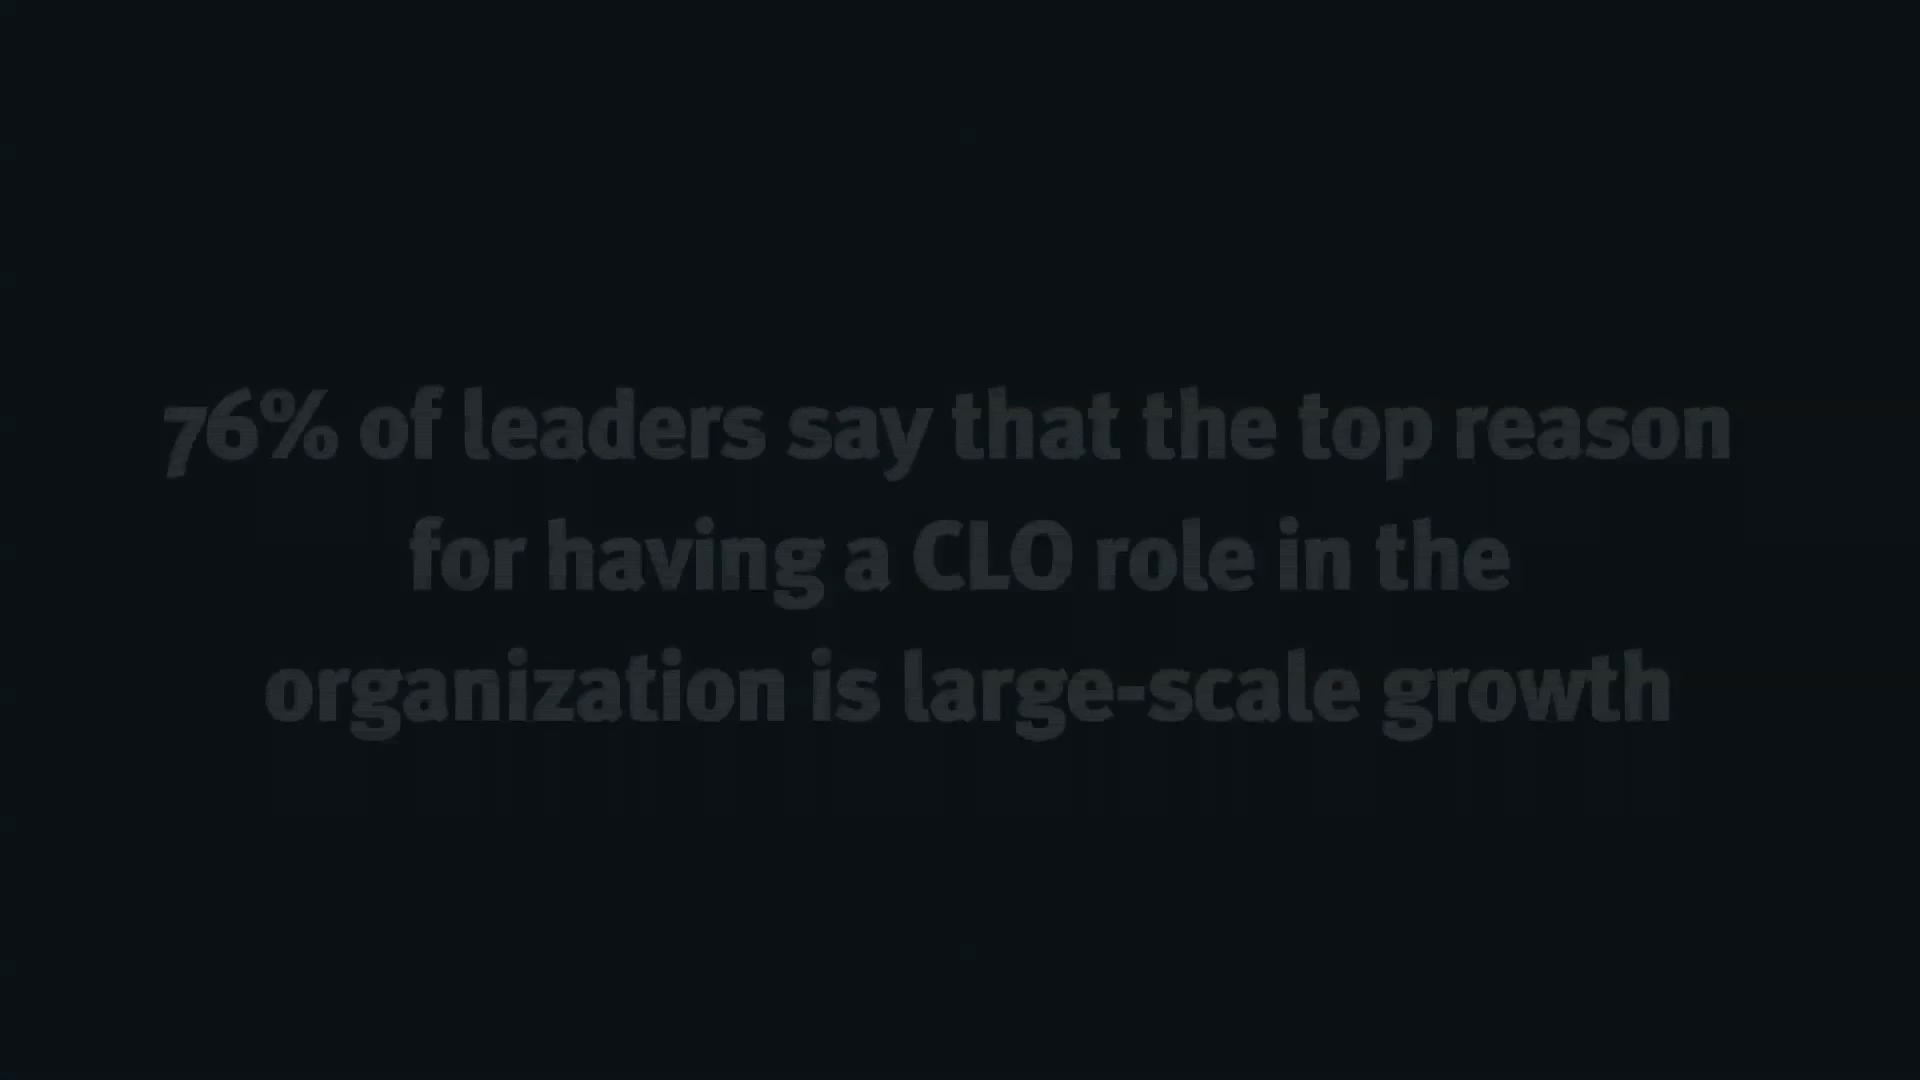 76% of leaders say that the top reason
for having a CLO role in the
organization is large-scale growth